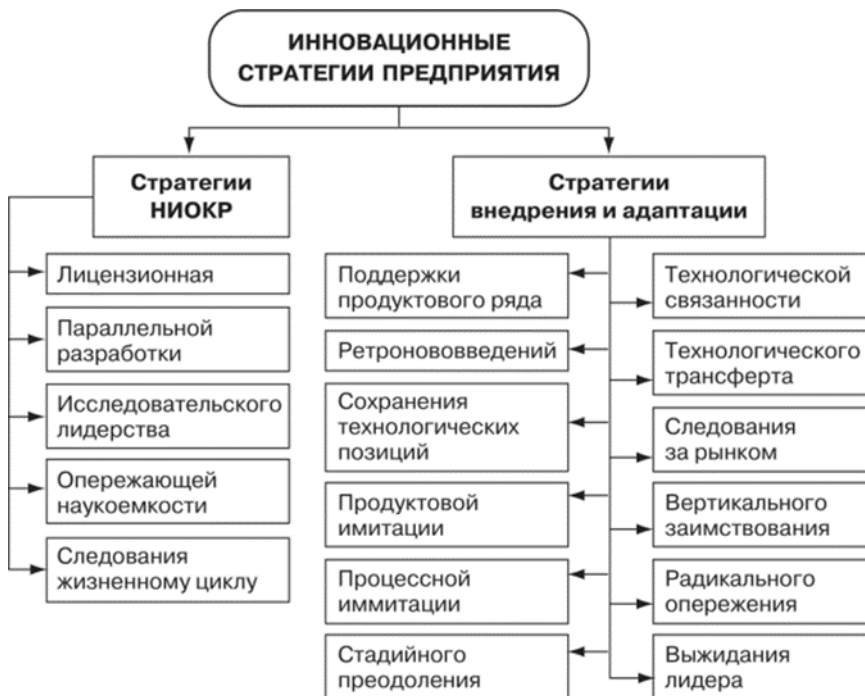 ИННОВАЦИОННЫЕ
СТРАТЕГИИ ПРЕДПРИЯТИЯ
Стратегии
НИОКР
Лицензионная
Параллельной
разработки
Исследовательского
лидерства
Опережающей
наукоемкости
Следования
жизненному циклу
Стратегии
внедрения и адаптации
Поддержки
продуктового ряда
Ретронововведений
Сохранения
технологических
позиций
Продуктовой
имитации
Процессной
иммитации
Стадийного
преодоления
Технологической
связанности
Технологического
трансферта
Следования
за рынком
Вертикального
заимствования
Радикального
опережения
Выжидания
лидера